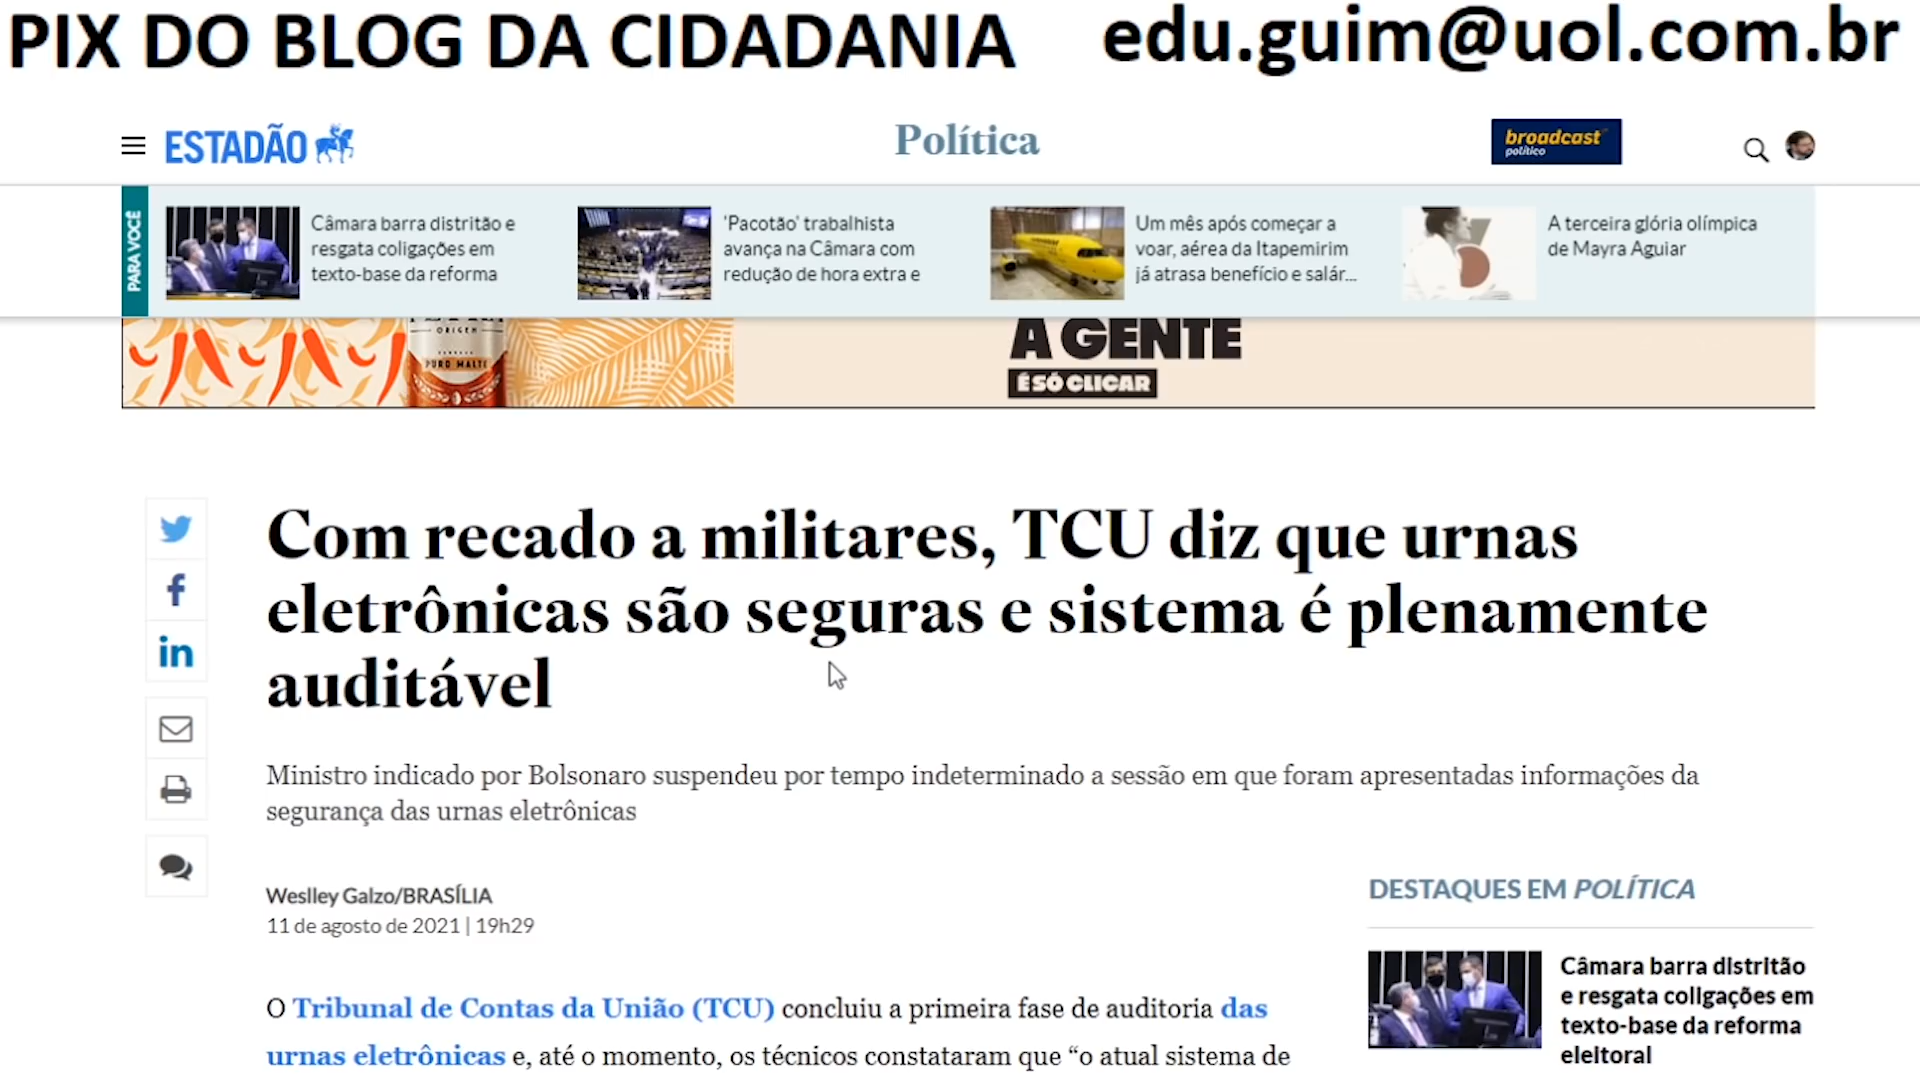 PIX DO BLOG DA CIDADANIA edu.guim@uol.com.br
ESTADÃO
Política
broadcast
político
PARA VOCÊ
Câmara barra distritão e
resgata coligações em
texto-base da reforma
'Pacotão' trabalhista
avança na Câmara com
redução de hora extra e
Um mês após começar a
voar, aérea da Itapemirim
já atrasa benefício e salár...
A terceira glória olímpica
de Mayra Aguiar
ORIGEM
PURO MALTE
A GENTE
É SÓ CLICAR
Com recado a militares, TCU diz que urnas
eletrônicas são seguras e sistema é plenamente
auditável
Ministro indicado por Bolsonaro suspendeu por tempo indeterminado a sessão em que foram apresentadas informações da
segurança das urnas eletrônicas
Weslley Galzo/BRASÍLIA
11 de agosto de 2021 | 19h29
O Tribunal de Contas da União (TCU) concluiu a primeira fase de auditoria das
urnas eletrônicas e, até o momento, os técnicos constataram que “o atual sistema de
DESTAQUES EM POLÍTICA
Câmara barra distritão
e resgata coligações em
texto-base da reforma
eleitoral